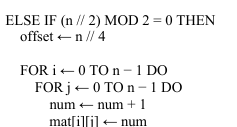 ELSE IF (n // 2) MOD 2 = 0 THEN
offset ← n // 4
FOR i ← 0 TO n − 1 DO
FOR j ← 0 TO n − 1 DO
num ← num + 1
mat[i][j] ← num